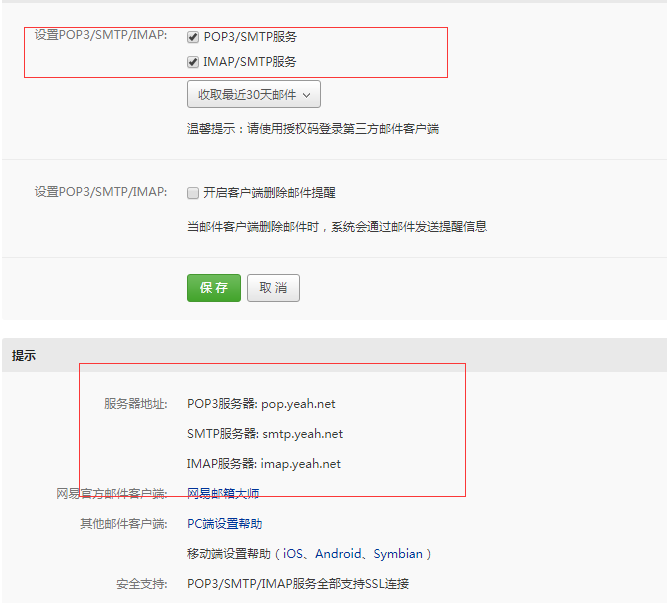 设置POP3/SMTP/IMAP: POP3/SMTP服务
IMAP/SMTP服务
收取最近30天邮件
温馨提示：请使用授权码登录第三方邮件客户端
设置POP3/SMTP/IMAP: 开启客户端删除邮件提醒
当邮件客户端删除邮件时，系统会通过邮件发送提醒信息
保 存 取 消
提示
服务器地址: POP3服务器: pop.yeah.net
SMTP服务器: smtp.yeah.net
IMAP服务器: imap.yeah.net
网易官方邮件客户端: 网易邮箱大师
其他邮件客户端: PC端设置帮助
移动端设置帮助（iOS、Android、Symbian）
安全支持: POP3/SMTP/IMAP服务全部支持SSL连接